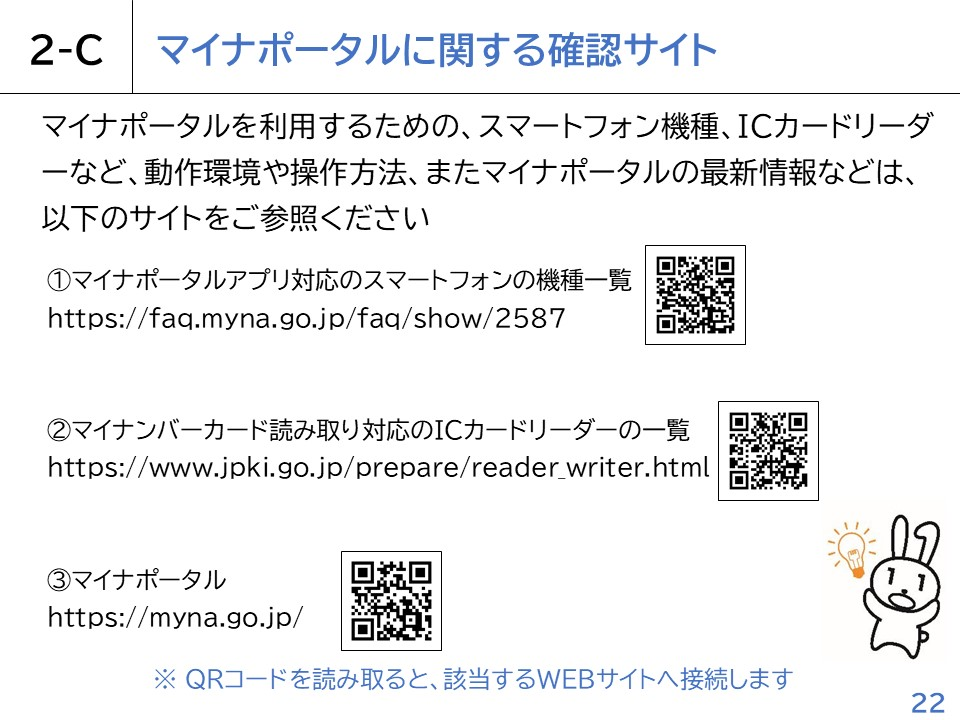 2-C
マイナポータルに関する確認サイト
マイナポータルを利用するための、スマートフォン機種、ICカードリーダ
ーなど、動作環境や操作方法、またマイナポータルの最新情報などは、
以下のサイトをご参照ください
①マイナポータルアプリ対応のスマートフォンの機種一覧
https://faq.myna.go.jp/faq/show/2587
②マイナンバーカード読み取り対応のICカードリーダーの一覧
https://www.jpki.go.jp/prepare/reader_writer.html
③マイナポータル
https://myna.go.jp/
※ QRコードを読み取ると、該当するWEBサイトへ接続します
22